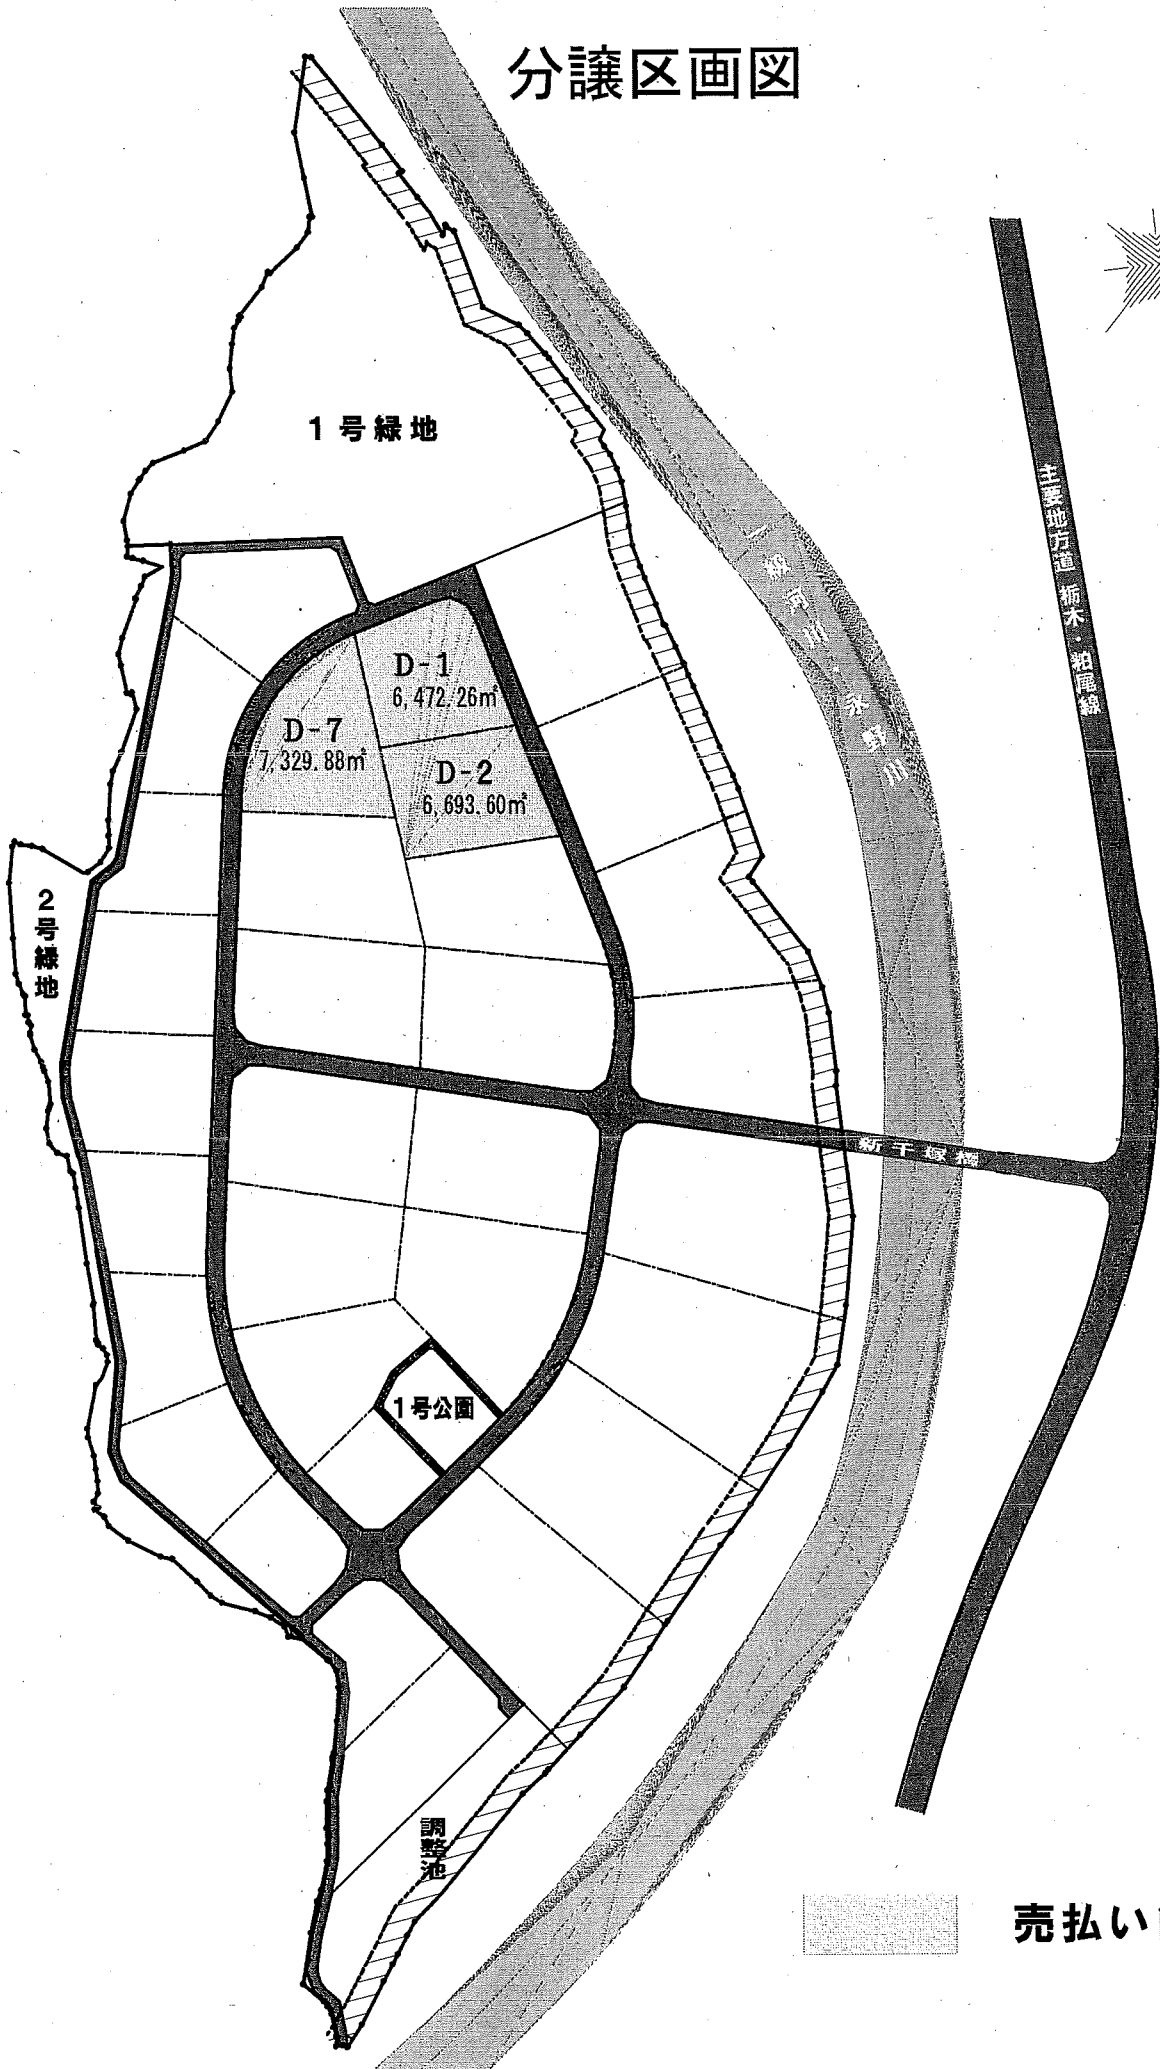 分譲区画図
1号緑地
主要地方道 栃木・粕尾線
一級河川・永野川
D-1
6,472.26㎡
D-7
7,329.88㎡
D-2
6,693.60㎡
2号緑地
新千塚橋
1号公園
調整池
売払い